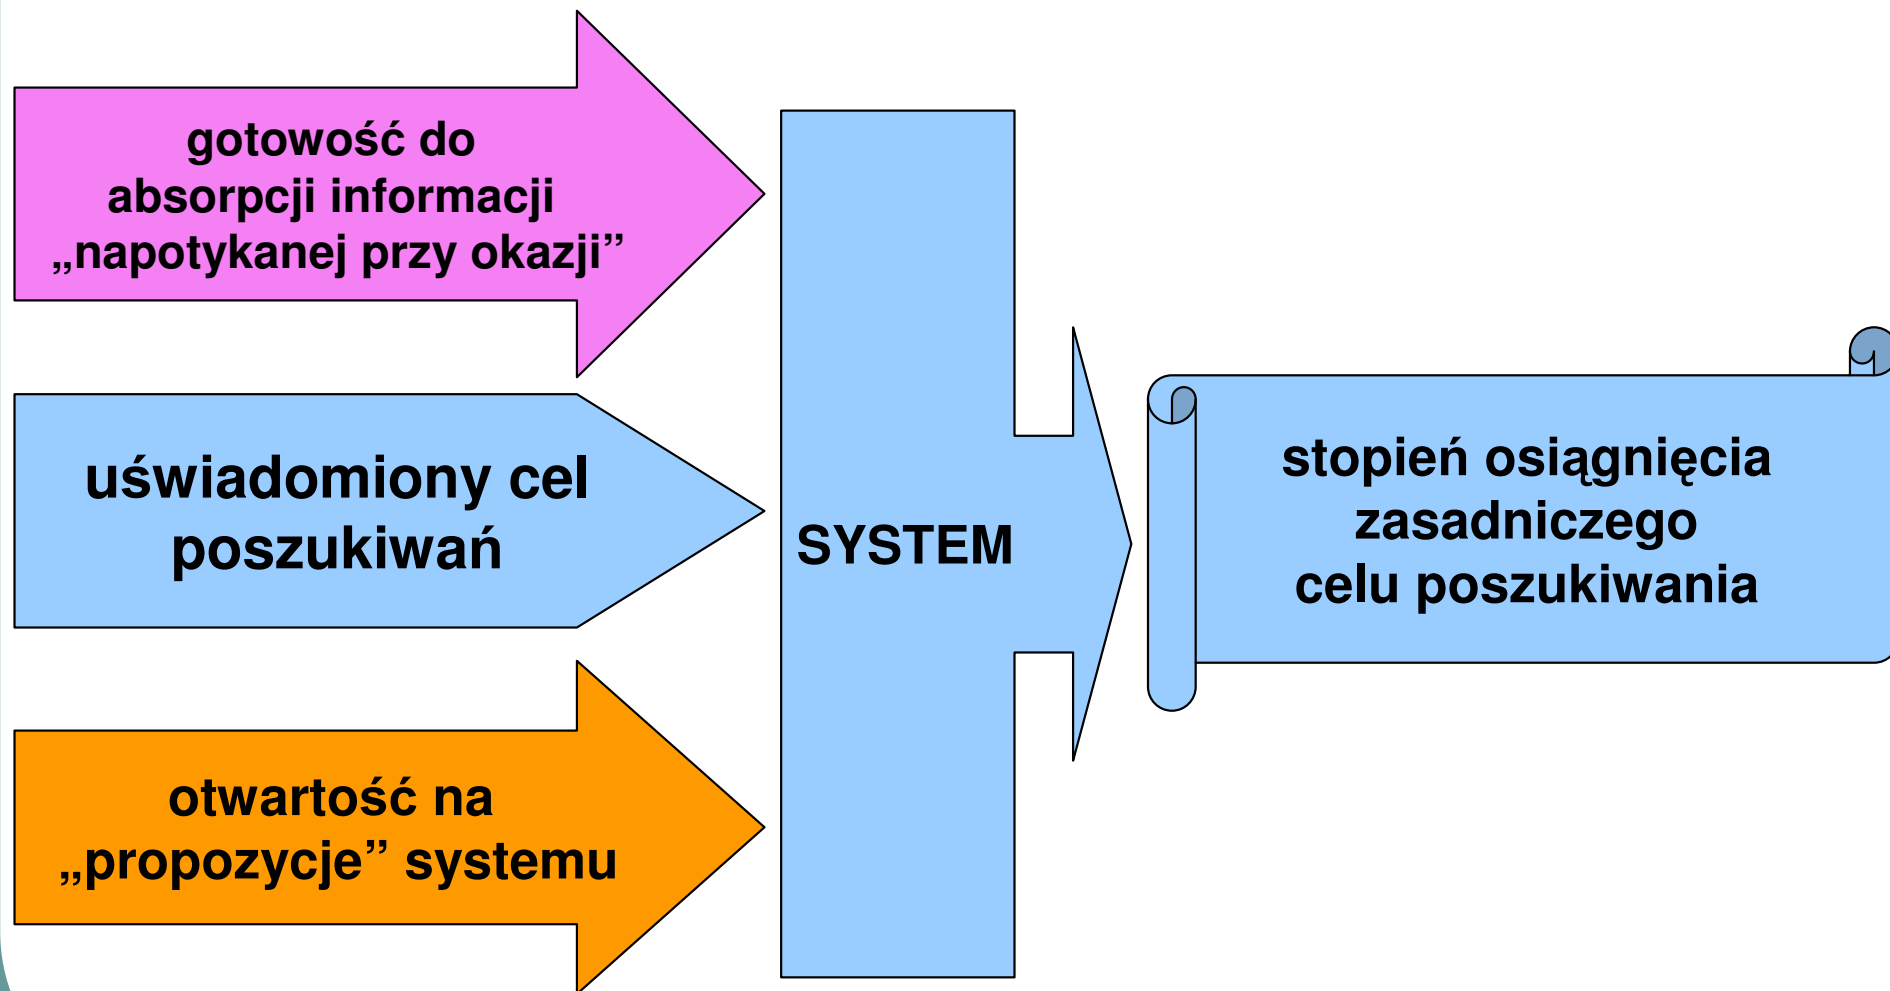 gotowość do
absorpcji informacji
„napotykanej przy okazji”
uświadomiony cel
poszukiwań
otwartość na
„propozycje” systemu
SYSTEM
stopień osiągnięcia
zasadniczego
celu poszukiwania